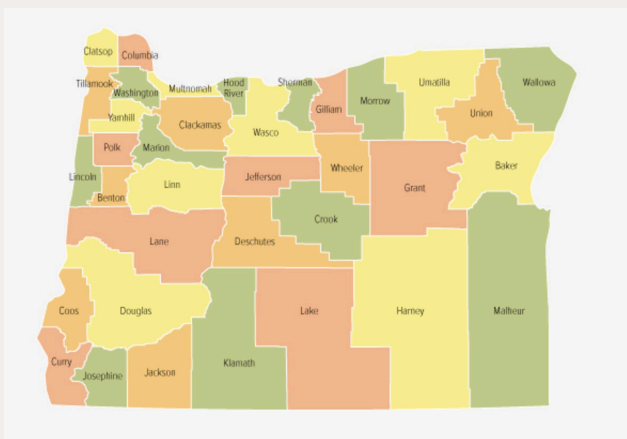 Clatsop
Columbia
Tillamook
Washington
Multnomah
Hood
River
Sherman
Gilliam
Morrow
Umatilla
Union
Wallowa
Yamhill
Clackamas
Wasco
Polk
Marion
Jefferson
Wheeler
Grant
Baker
Lincoln
Benton
Linn
Crook
Lane
Deschutes
Coos
Douglas
Lake
Harney
Malheur
Curry
Josephine
Jackson
Klamath